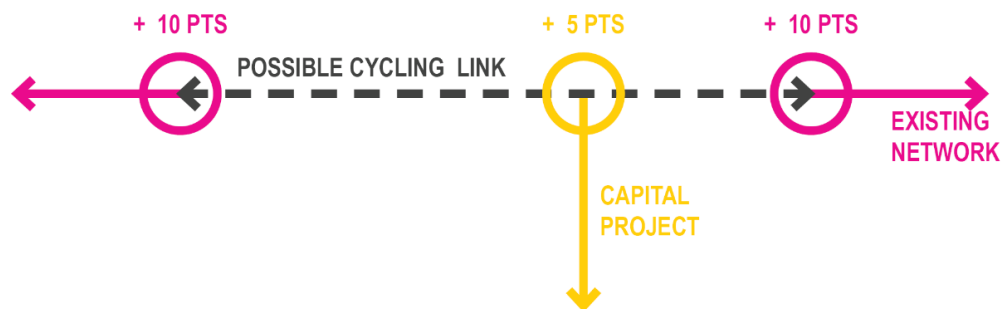 + 10 PTS
+ 5 PTS
+ 10 PTS
POSSIBLE CYCLING LINK
EXISTING
NETWORK
CAPITAL
PROJECT